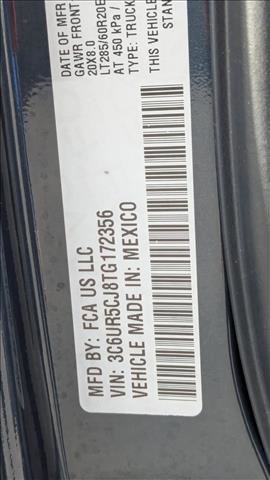 MFD BY: FCA US LLC
VIN: 3C6UR5CJ8TG172356
VEHICLE MADE IN: MEXICO
DATE OF MFR
GAWR FRONT
20X8.0
LT285/60R20E
AT 450 kPa /
TYPE: TRUCK
THIS VEHICLE
STAN